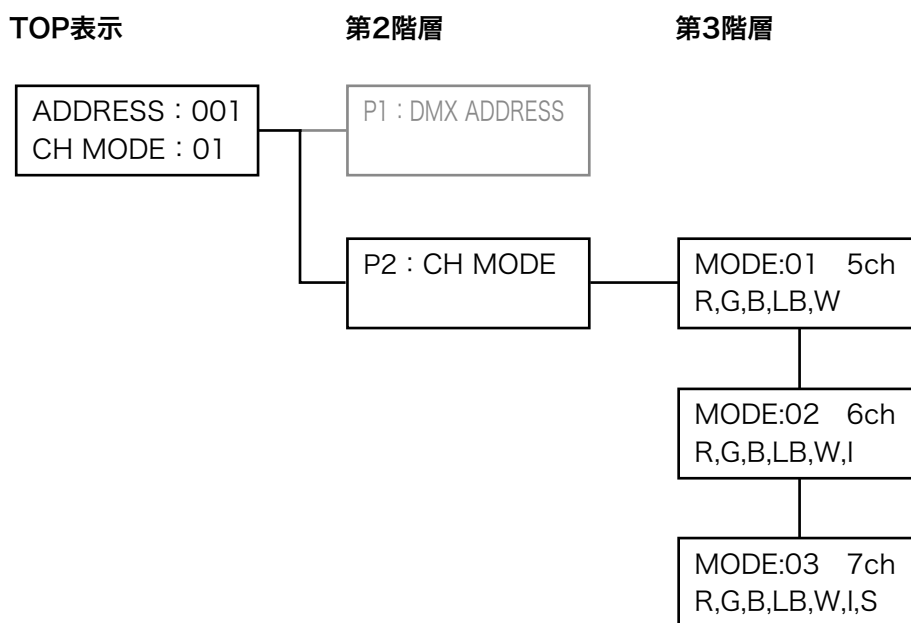 TOP表示 第2階層 第3階層
ADDRESS：001
CH MODE：01
P1：DMX ADDRESS
P2：CH MODE
MODE:01 5ch
R,G,B,LB,W
MODE:02 6ch
R,G,B,LB,W,I
MODE:03 7ch
R,G,B,LB,W,I,S